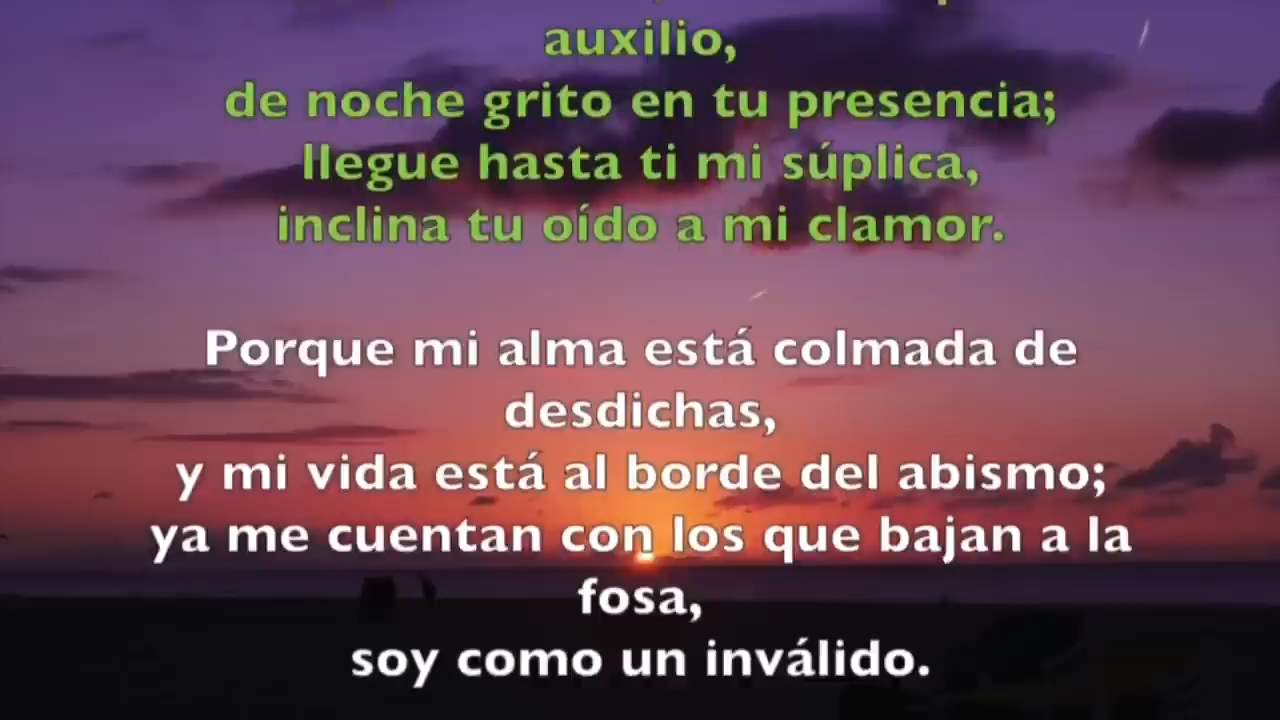 auxilio,
de noche grito en tu presencia;
llegue hasta ti mi súplica,
inclina tu oído a mi clamor.
Porque mi alma está colmada de
desdichas,
y mi vida está al borde del abismo;
ya me cuentan con los que bajan a la
fosa,
soy como un inválido.